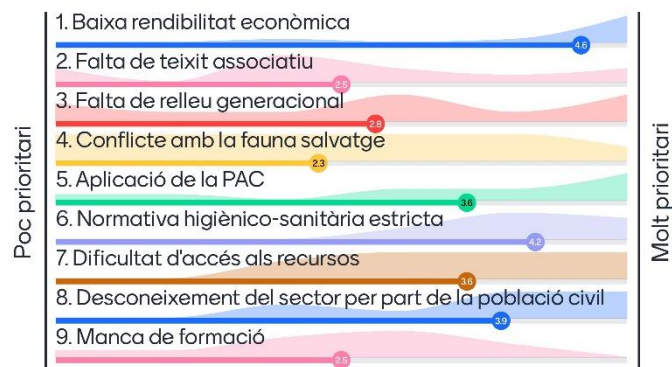 Poc prioritari
1. Baixa rendibilitat econòmica
4.6
2. Falta de teixit associatiu
2.5
3. Falta de relleu generacional
2.8
4. Conflicte amb la fauna salvatge
2.3
5. Aplicació de la PAC
3.6
6. Normativa higiènico-sanitària estricta
4.2
7. Dificultat d'accés als recursos
3.6
8. Desconeixement del sector per part de la població civil
3.9
9. Manca de formació
2.5
Molt prioritari